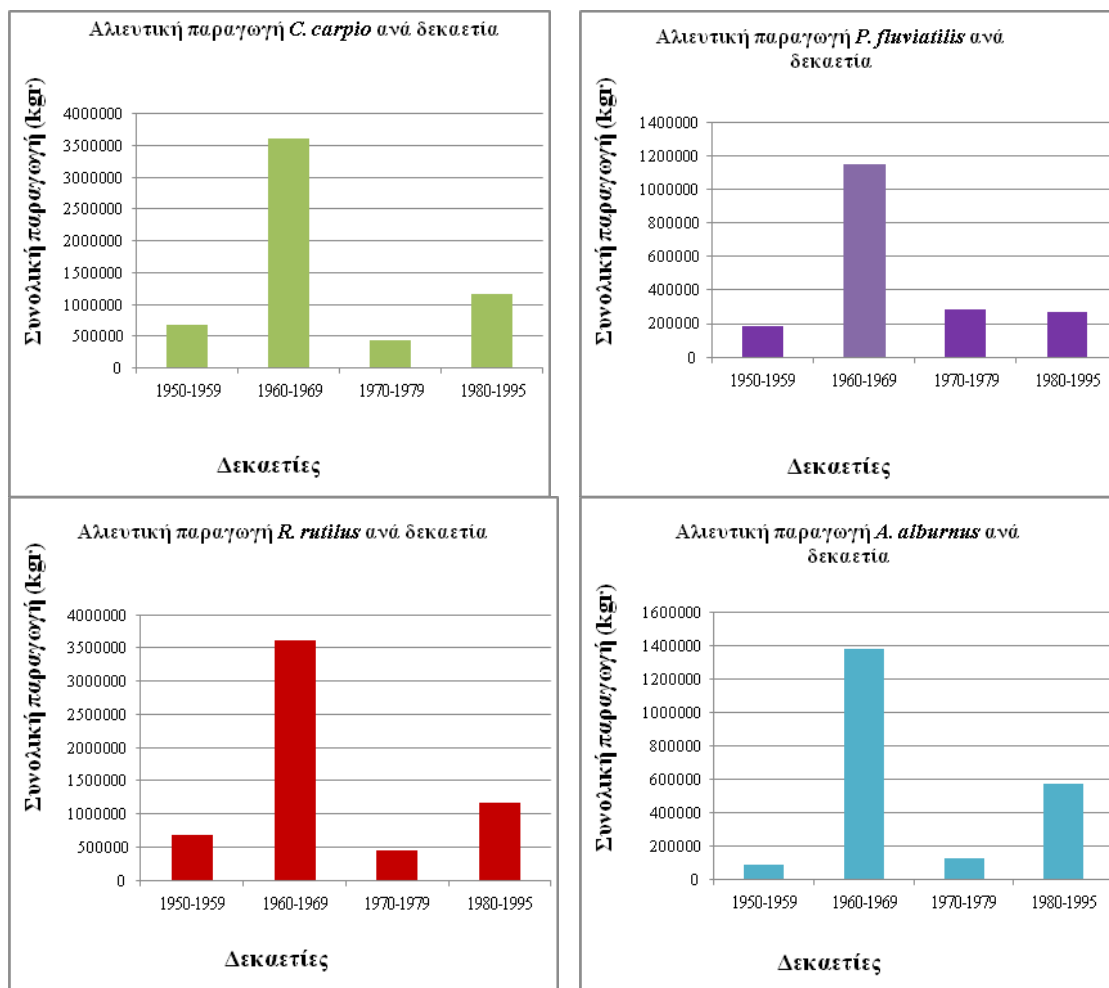 Αλιευτική παραγωγή C. carpio ανά δεκαετία
Συνολική παραγωγή (kgr)
4000000
3500000
3000000
2500000
2000000
1500000
1000000
500000
0
1950-1959 1960-1969 1970-1979 1980-1995
Δεκαετίες
Αλιευτική παραγωγή P. fluviatilis ανά
δεκαετία
Συνολική παραγωγή (kgr)
1400000
1200000
1000000
800000
600000
400000
200000
0
1950-1959 1960-1969 1970-1979 1980-1995
Δεκαετίες
Αλιευτική παραγωγή R. rutilus ανά δεκαετία
Συνολική παραγωγή (kgr)
4000000
3500000
3000000
2500000
2000000
1500000
1000000
500000
0
1950-1959 1960-1969 1970-1979 1980-1995
Δεκαετίες
Αλιευτική παραγωγή A. alburnus ανά
δεκαετία
Συνολική παραγωγή (kgr)
1600000
1400000
1200000
1000000
800000
600000
400000
200000
0
1950-1959 1960-1969 1970-1979 1980-1995
Δεκαετίες